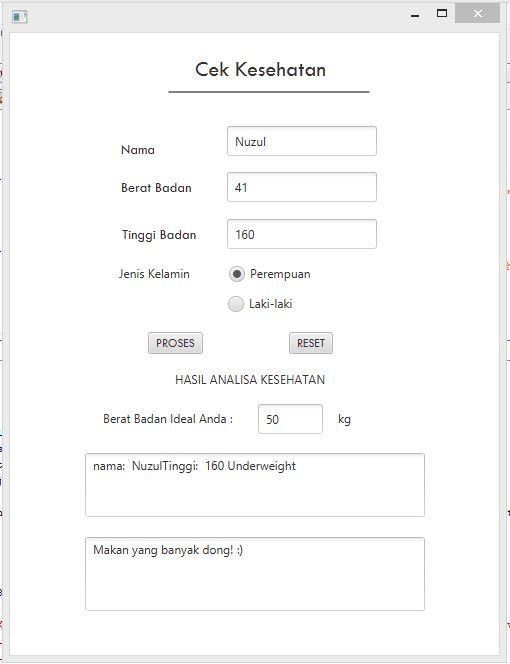 Cek Kesehatan
Nama
Nuzul
Berat Badan
41
Tinggi Badan
160
Jenis Kelamin
Perempuan
Laki-laki
PROSES
RESET
HASIL ANALISA KESEHATAN
Berat Badan Ideal Anda :
50
kg
nama:  NuzulTinggi:  160 Underweight
Makan yang banyak dong! :)